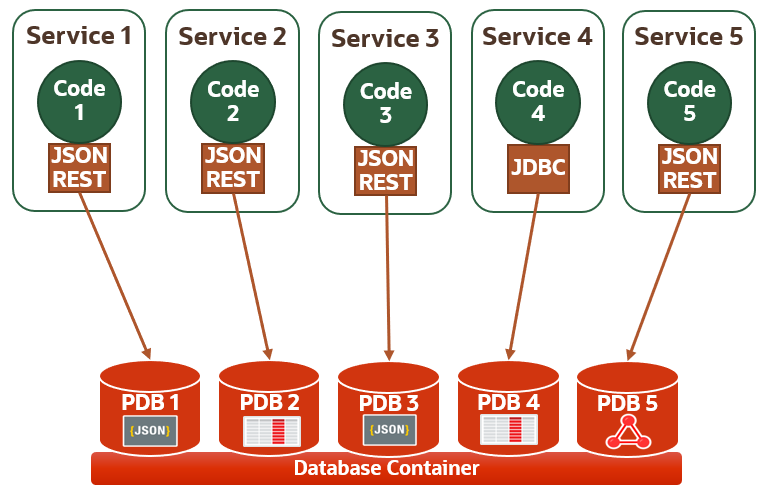 Service 1
Service 2
Service 3
Service 4
Service 5
Code
1
Code
2
Code
3
Code
4
Code
5
JSON
REST
JSON
REST
JSON
REST
JDBC
JSON
REST
PDB 1
PDB 2
PDB 3
PDB 4
PDB 5
{JSON}
{JSON}
Database Container